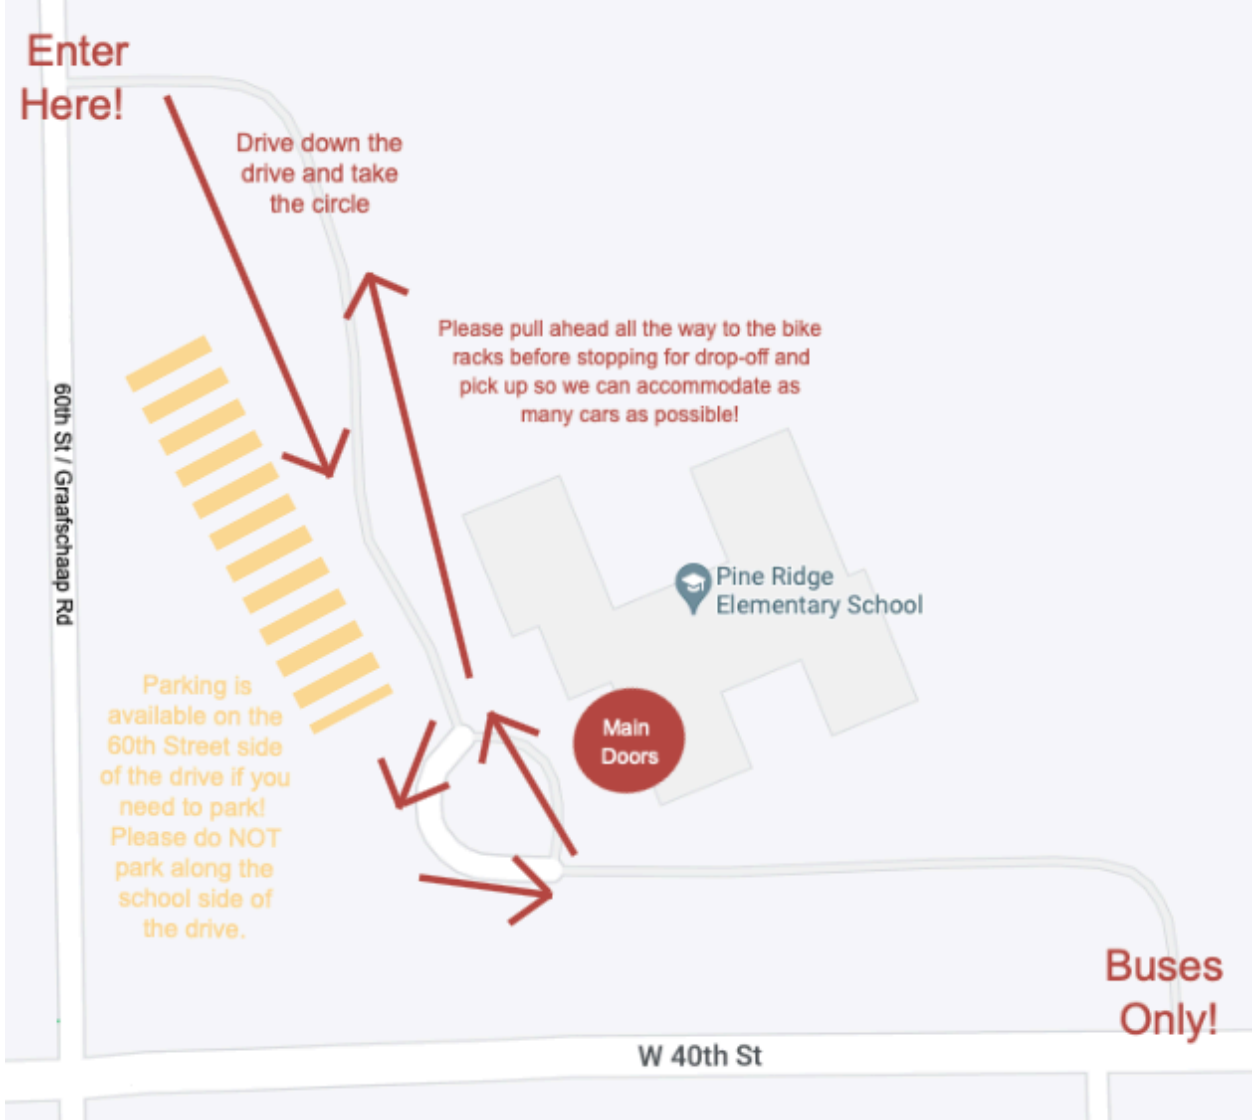 Enter
Here!
Drive down the
drive and take
the circle
Please pull ahead all the way to the bike
racks before stopping for drop-off and
pick up so we can accommodate as
many cars as possible!
60th St / Graafschaap Rd
Pine Ridge
Elementary School
Main
Doors
Parking is
available on the
60th Street side
of the drive if you
need to park!
Please do NOT
park along the
school side of
the drive.
Buses
Only!
W 40th St